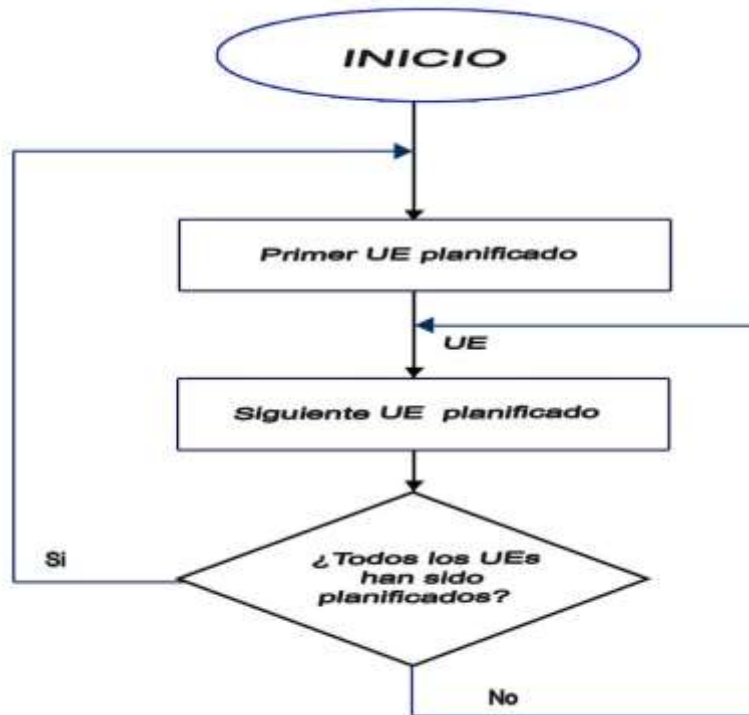 INICIO
Primer UE planificado
UE
Siguiente UE planificado
Si
¿Todos los UEs
han sido
planificados?
No